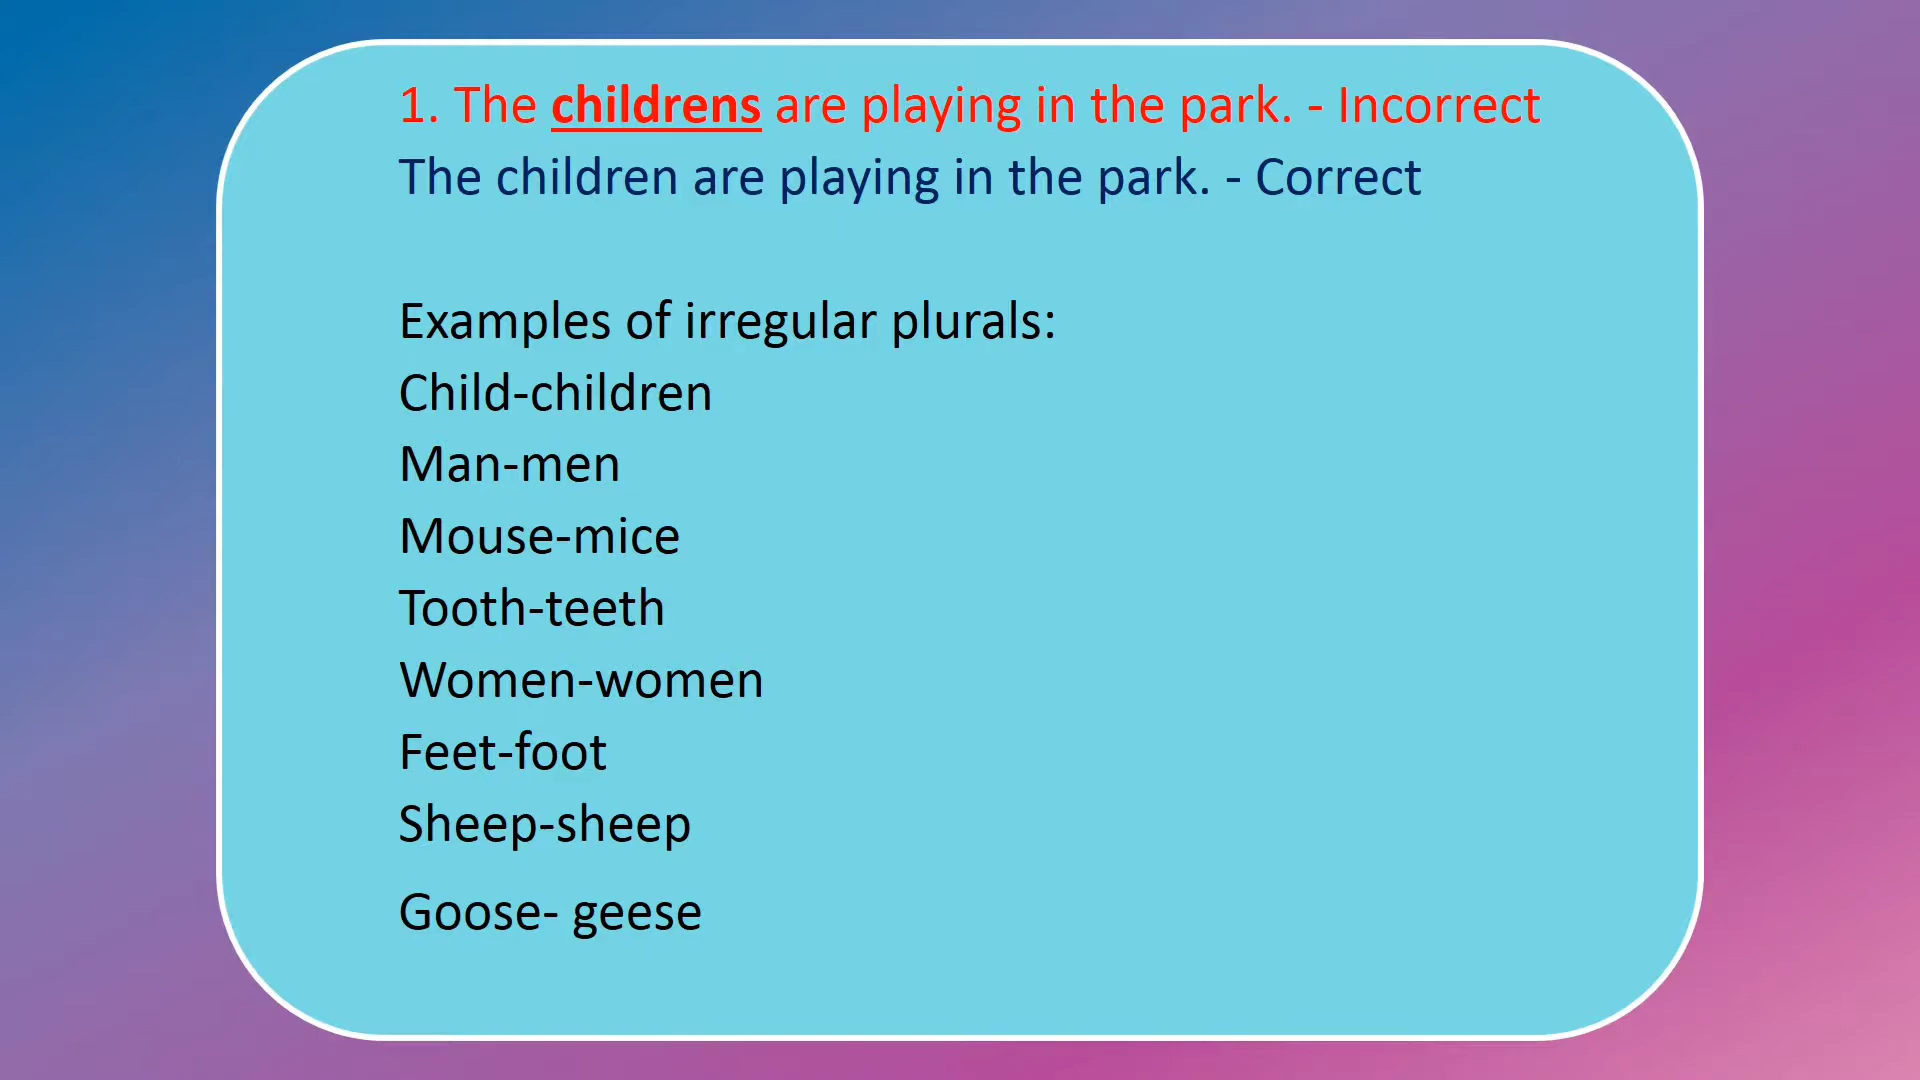 1. The childrens are playing in the park. - Incorrect
The children are playing in the park. - Correct
Examples of irregular plurals:
Child-children
Man-men
Mouse-mice
Tooth-teeth
Women-women
Feet-foot
Sheep-sheep
Goose- geese